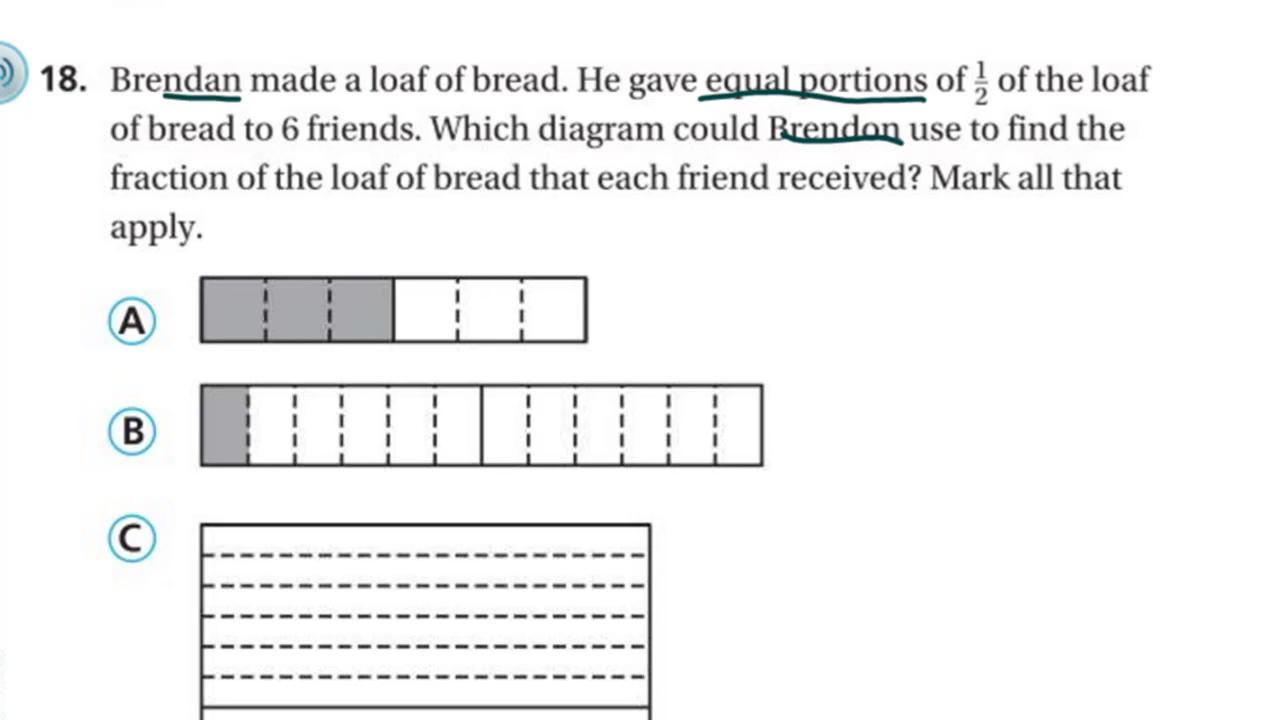 18. Brendan made a loaf of bread. He gave equal portions of 1/2 of the loaf
of bread to 6 friends. Which diagram could Brendon use to find the
fraction of the loaf of bread that each friend received? Mark all that
apply.
A
B
C